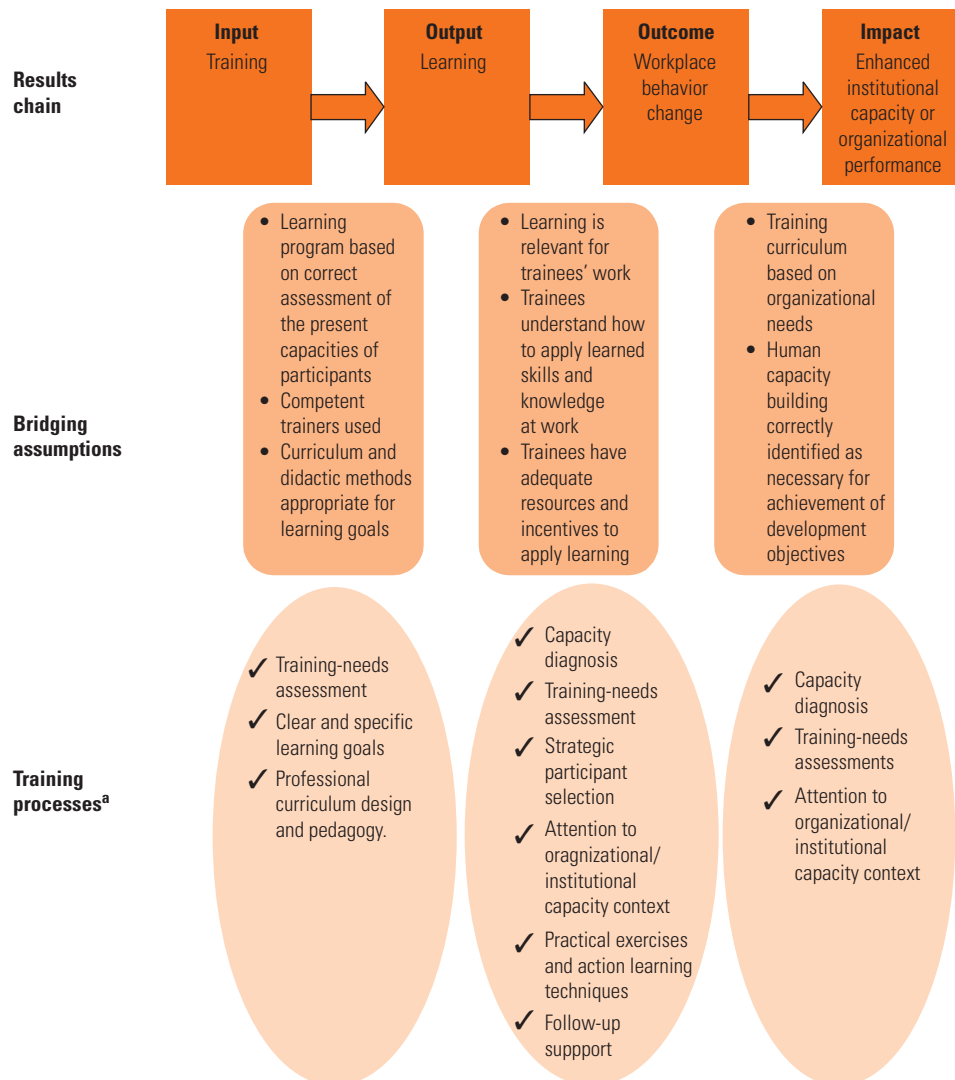 Results
chain
Input
Training
Output
Learning
Outcome
Workplace
behavior
change
Impact
Enhanced
institutional
capacity or
organizational
performance
Bridging
assumptions
• Learning
program based
on correct
assessment of
the present
capacities of
participants
• Competent
trainers used
• Curriculum and
didactic methods
appropriate for
learning goals
• Learning is
relevant for
trainees' work
• Trainees
understand how
to apply learned
skills and
knowledge
at work
• Trainees have
adequate
resources and
incentives to
apply learning
• Training
curriculum
based on
organizational
needs
• Human
capacity
building
correctly
identified as
necessary for
achievement of
development
objectives
Training
processesᵃ
✓ Training-needs
assessment
✓ Clear and specific
learning goals
✓ Professional
curriculum design
and pedagogy.
✓ Capacity
diagnosis
✓ Training-needs
assessment
✓ Strategic
participant
selection
✓ Attention to
oragnizational/
institutional
capacity context
✓ Practical exercises
and action learning
techniques
✓ Follow-up
suppport
✓ Capacity
diagnosis
✓ Training-needs
assessments
✓ Attention to
organizational/
institutional
capacity context